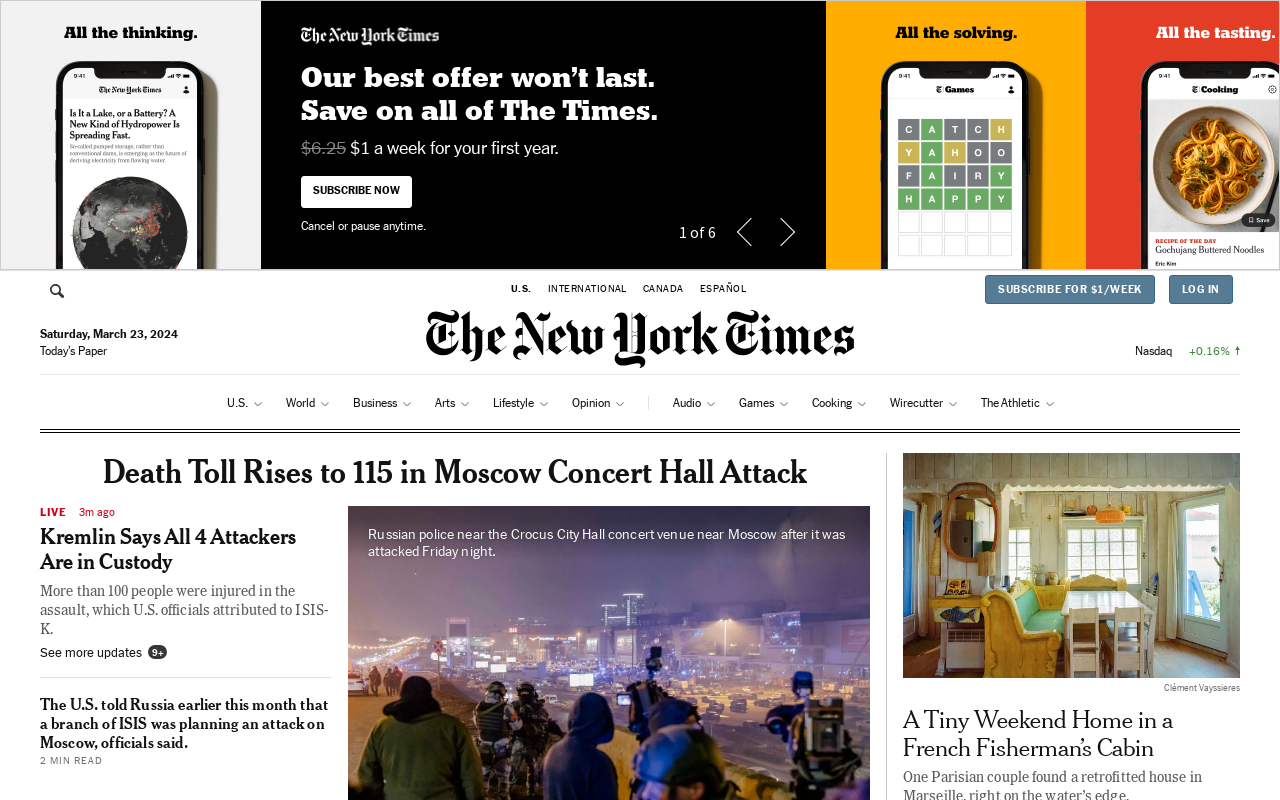 All the thinking.
9:41
The New York Times
Is It a Lake, or a Battery? A
New Kind of Hydropower Is
Spreading Fast.
So-called pumped storage, rather than
conventional dams, is emerging as the future of
deriving electricity from flowing water.
The New York Times
Our best offer won’t last.
Save on all of The Times.
$6.25 $1 a week for your first year.
SUBSCRIBE NOW
Cancel or pause anytime.
1 of 6
All the solving.
9:41
Games
C A T C H
Y A H O O
F A I R Y
H A P P Y
All the tasting.
9:41
Cooking
Save
RECIPE OF THE DAY
Gochujang Buttered Noodles
Eric Kim
U.S. INTERNATIONAL CANADA ESPAÑOL
SUBSCRIBE FOR $1/WEEK
LOG IN
The New York Times
Saturday, March 23, 2024
Today’s Paper
Nasdaq +0.16%
U.S. World Business Arts Lifestyle Opinion Audio Games Cooking Wirecutter The Athletic
Death Toll Rises to 115 in Moscow Concert Hall Attack
LIVE 3m ago
Kremlin Says All 4 Attackers
Are in Custody
More than 100 people were injured in the
assault, which U.S. officials attributed to ISIS-
K.
See more updates 9+
The U.S. told Russia earlier this month that
a branch of ISIS was planning an attack on
Moscow, officials said.
2 MIN READ
Russian police near the Crocus City Hall concert venue near Moscow after it was
attacked Friday night.
Clément Vayssieres
A Tiny Weekend Home in a
French Fisherman’s Cabin
One Parisian couple found a retrofitted house in
Marseille, right on the water’s edge.